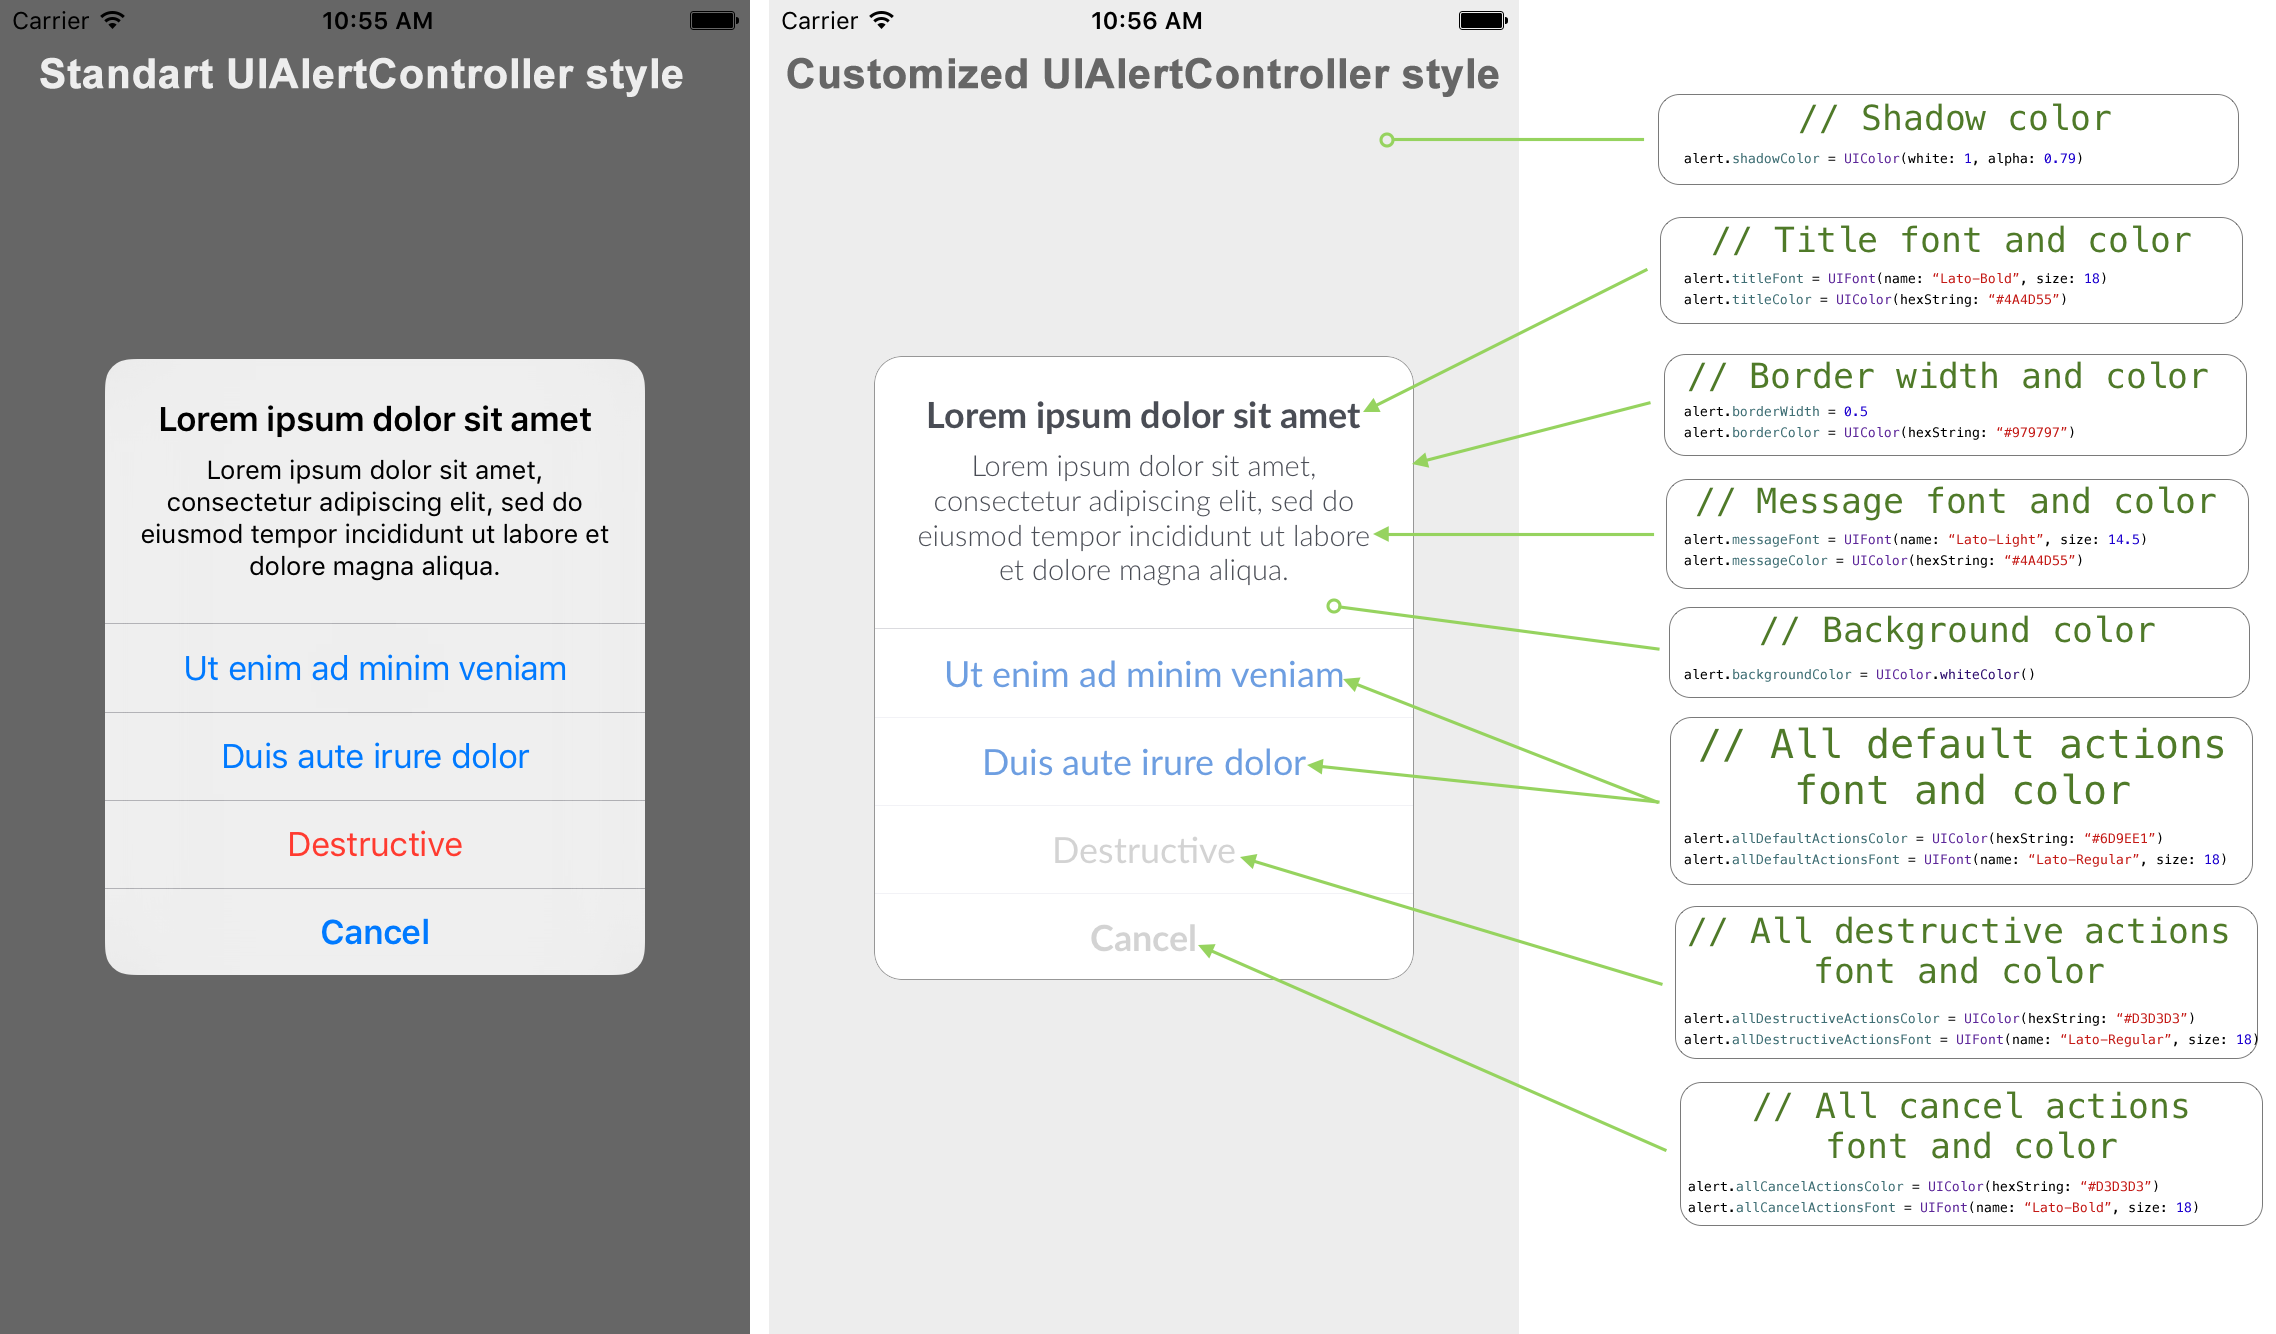 Carrier 10:55 AM
Standart UIAlertController style
Lorem ipsum dolor sit amet
Lorem ipsum dolor sit amet,
consectetur adipiscing elit, sed do
eiusmod tempor incididunt ut labore et
dolore magna aliqua.
Ut enim ad minim veniam
Duis aute irure dolor
Destructive
Cancel
Carrier 10:56 AM
Customized UIAlertController style
Lorem ipsum dolor sit amet
Lorem ipsum dolor sit amet,
consectetur adipiscing elit, sed do
eiusmod tempor incididunt ut labore
et dolore magna aliqua.
Ut enim ad minim veniam
Duis aute irure dolor
Destructive
Cancel
// Shadow color
alert.shadowColor = UIColor(white: 1, alpha: 0.79)
// Title font and color
alert.titleFont = UIFont(name: “Lato-Bold”, size: 18)
alert.titleColor = UIColor(hexString: “#4A4D55”)
// Border width and color
alert.borderWidth = 0.5
alert.borderColor = UIColor(hexString: “#979797”)
// Message font and color
alert.messageFont = UIFont(name: “Lato-Light”, size: 14.5)
alert.messageColor = UIColor(hexString: “#4A4D55”)
// Background color
alert.backgroundColor = UIColor.whiteColor()
// All default actions
font and color
alert.allDefaultActionsColor = UIColor(hexString: “#6D9EE1”)
alert.allDefaultActionsFont = UIFont(name: “Lato-Regular”, size: 18)
// All destructive actions
font and color
alert.allDestructiveActionsColor = UIColor(hexString: “#D3D3D3”)
alert.allDestructiveActionsFont = UIFont(name: “Lato-Regular”, size: 18)
// All cancel actions
font and color
alert.allCancelActionsColor = UIColor(hexString: “#D3D3D3”)
alert.allCancelActionsFont = UIFont(name: “Lato-Bold”, size: 18)